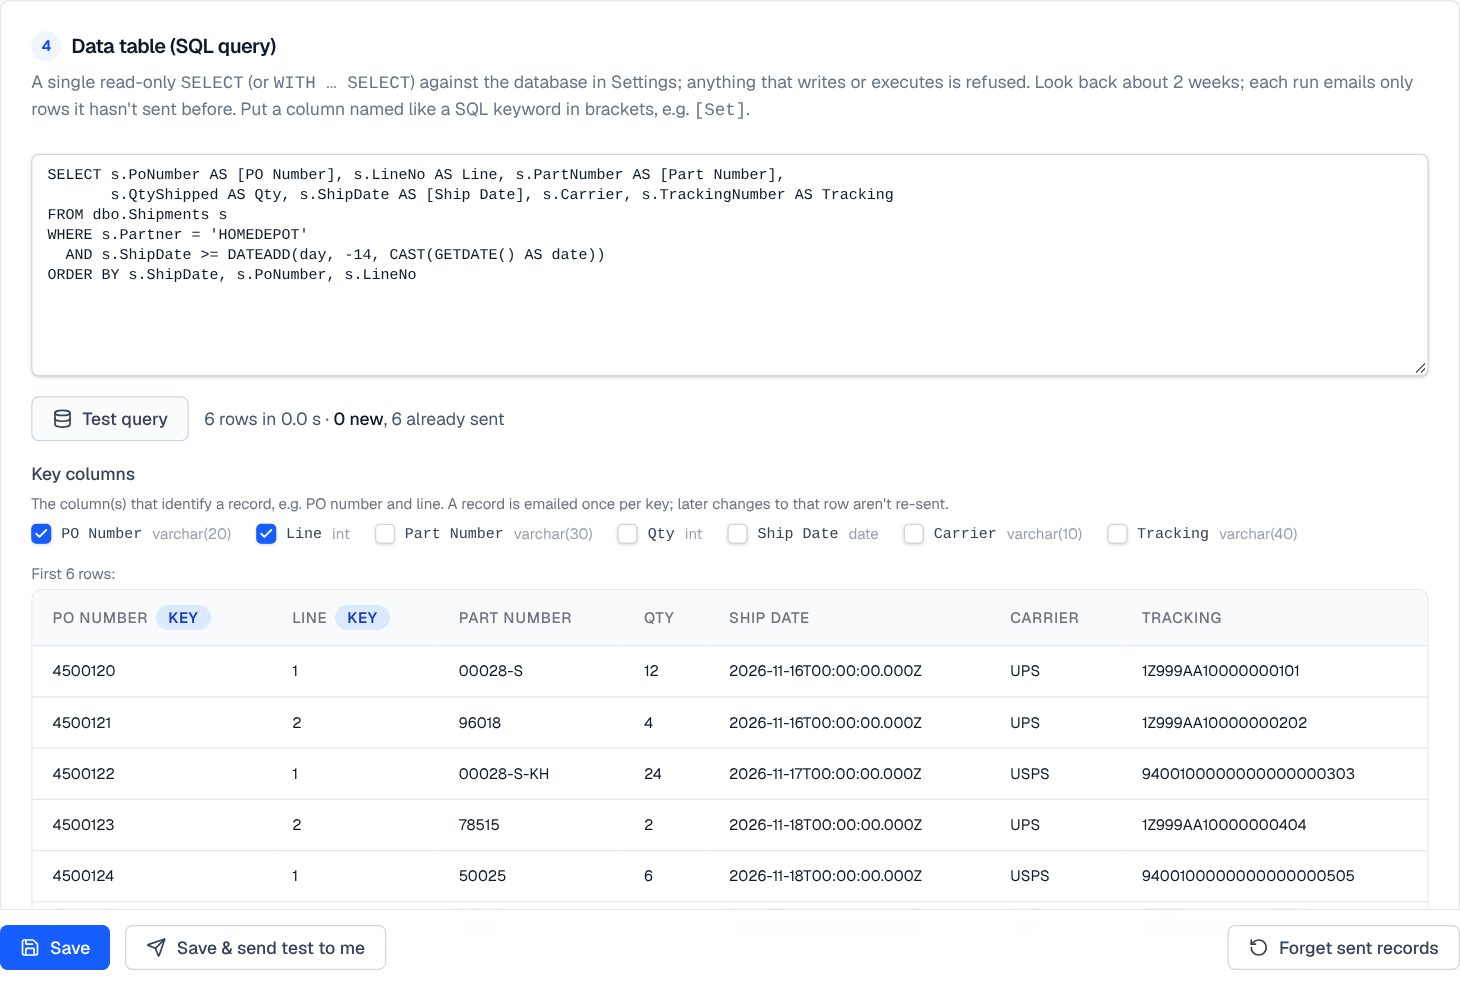 4 Data table (SQL query)
A single read-only SELECT (or WITH … SELECT) against the database in Settings; anything that writes or executes is refused. Look back about 2 weeks; each run emails only
rows it hasn't sent before. Put a column named like a SQL keyword in brackets, e.g. [Set].
SELECT s.PoNumber AS [PO Number], s.LineNo AS Line, s.PartNumber AS [Part Number],
       s.QtyShipped AS Qty, s.ShipDate AS [Ship Date], s.Carrier, s.TrackingNumber AS Tracking
FROM dbo.Shipments s
WHERE s.Partner = 'HOMEDEPOT'
  AND s.ShipDate >= DATEADD(day, -14, CAST(GETDATE() AS date))
ORDER BY s.ShipDate, s.PoNumber, s.LineNo
Test query 6 rows in 0.0 s · 0 new, 6 already sent
Key columns
The column(s) that identify a record, e.g. PO number and line. A record is emailed once per key; later changes to that row aren't re-sent.
PO Number varchar(20) Line int Part Number varchar(30) Qty int Ship Date date Carrier varchar(10) Tracking varchar(40)
First 6 rows:
PO NUMBER KEY LINE KEY PART NUMBER QTY SHIP DATE CARRIER TRACKING
4500120 1 00028-S 12 2026-11-16T00:00:00.000Z UPS 1Z999AA10000000101
4500121 2 96018 4 2026-11-16T00:00:00.000Z UPS 1Z999AA10000000202
4500122 1 00028-S-KH 24 2026-11-17T00:00:00.000Z USPS 9400100000000000000303
4500123 2 78515 2 2026-11-18T00:00:00.000Z UPS 1Z999AA10000000404
4500124 1 50025 6 2026-11-18T00:00:00.000Z USPS 9400100000000000000505
Save Save & send test to me Forget sent records